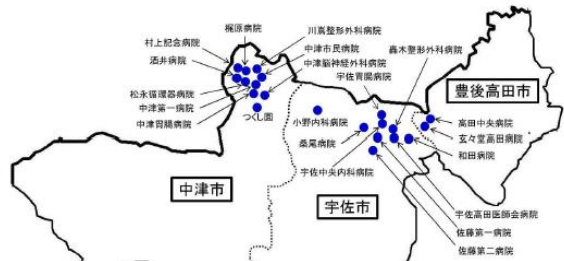 梶原病院
川嶌整形外科病院
村上記念病院
中津市民病院
酒井病院
中津脳神経外科病院
轟木整形外科病院
宇佐胃腸病院
豊後高田市
松永循環器病院
中津第一病院
中津胃腸病院
つくし園
小野内科病院
高田中央病院
玄々堂高田病院
桑尾病院
和田病院
宇佐中央内科病院
中津市
宇佐市
宇佐高田医師会病院
佐藤第一病院
佐藤第二病院